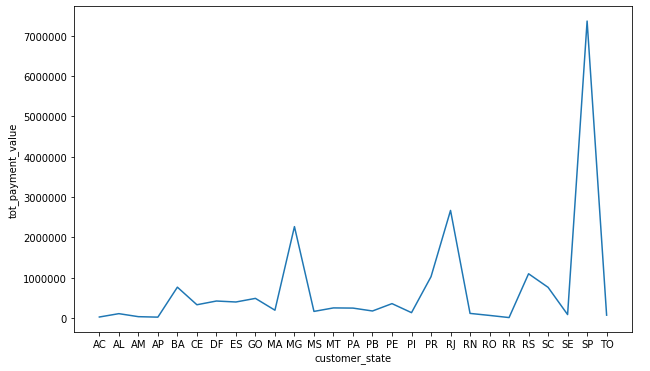 7000000
6000000
5000000
4000000
3000000
2000000
1000000
0
tot_payment_value
AC AL AM AP BA CE DF ES GO MA MG MS MT PA PB PE PI PR RJ RN RO RR RS SC SE SP TO
customer_state